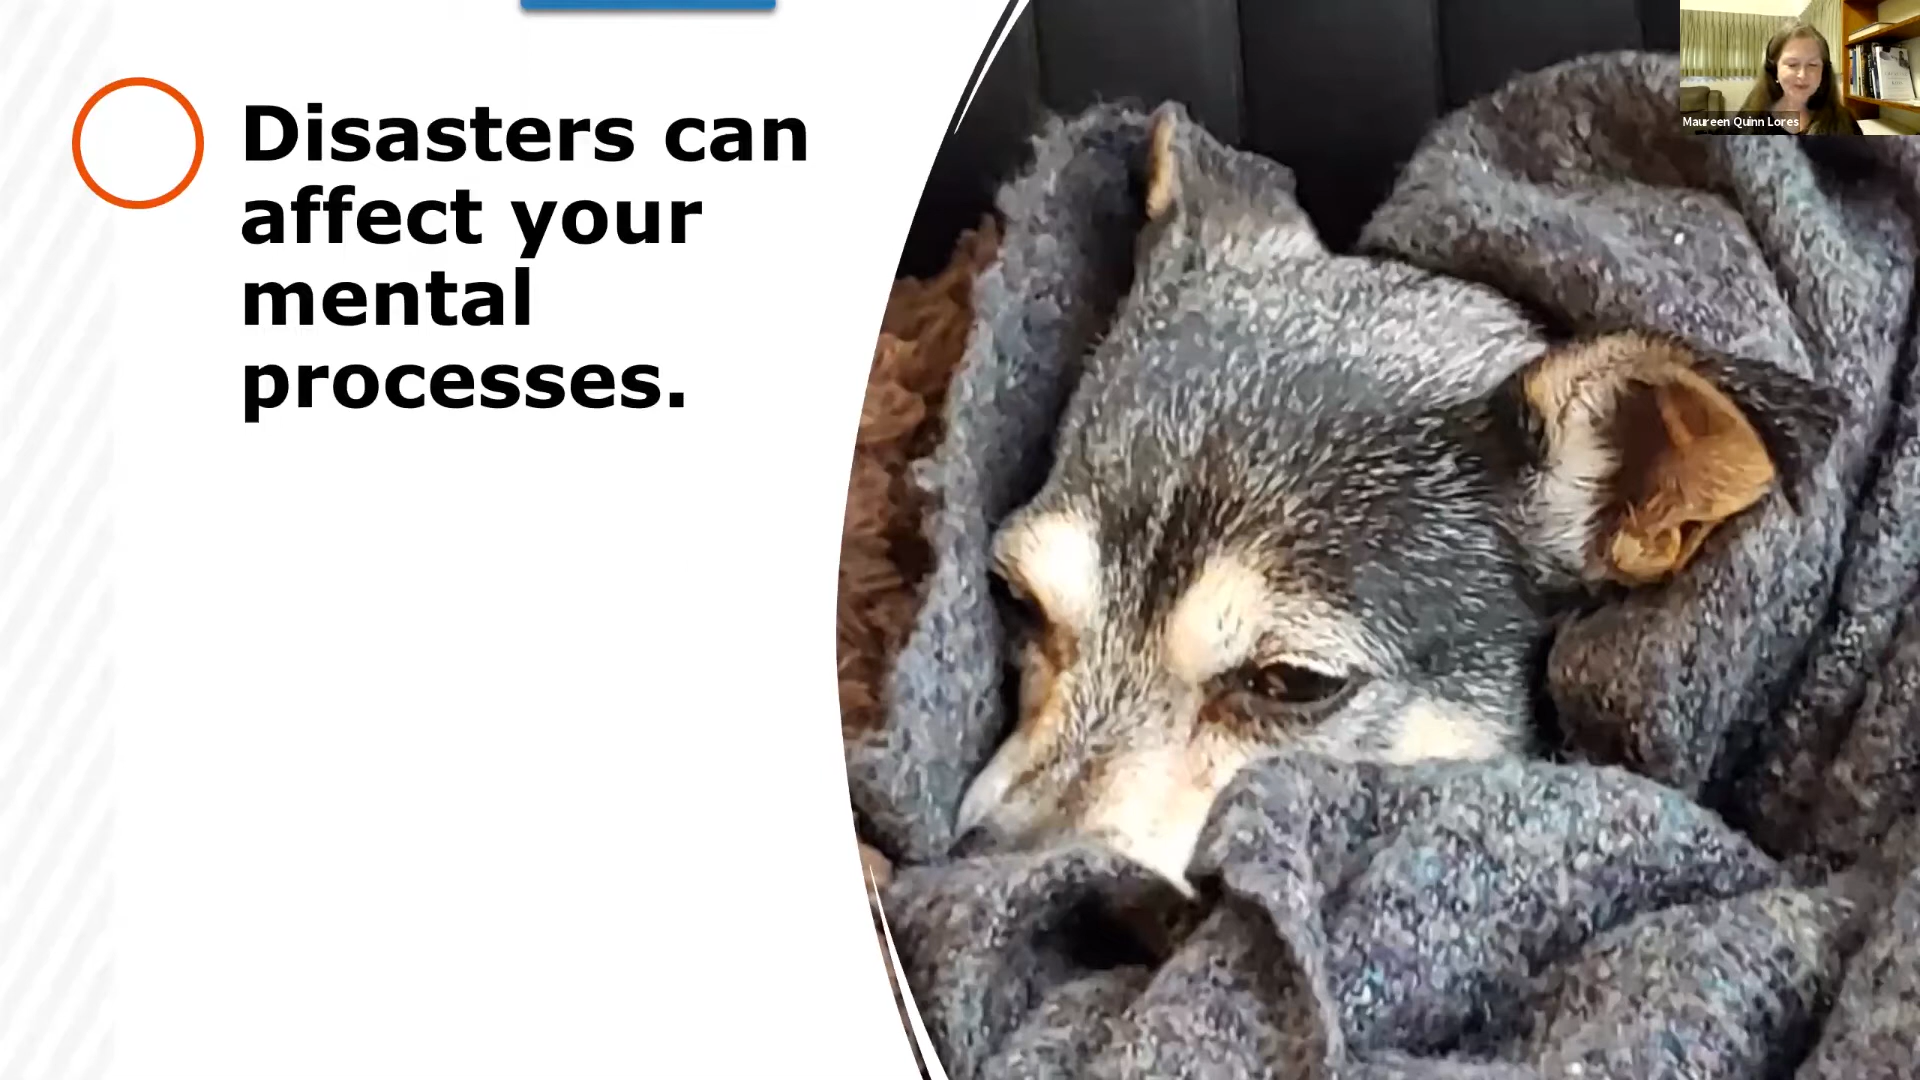 Disasters can
affect your
mental
processes.
Maureen Quinn Lores